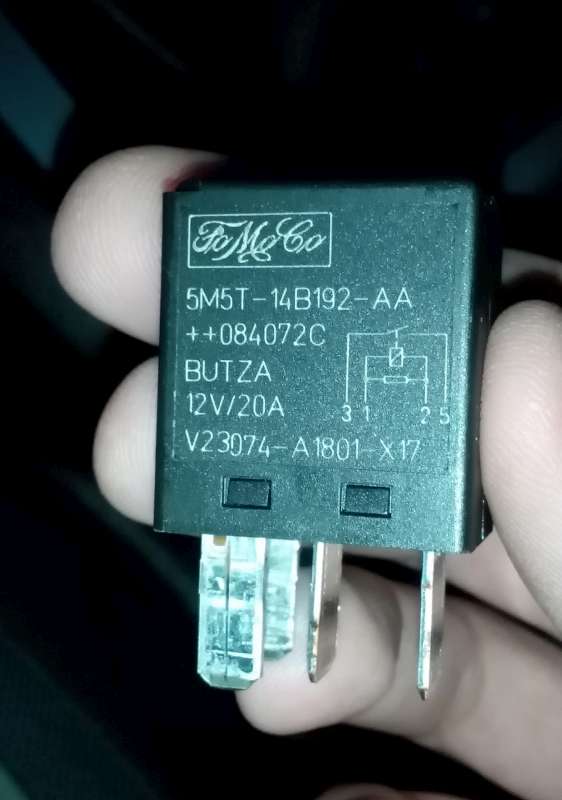 FoMoCo
5M5T-14B192-AA
++084072C
BUTZA
12V/20A
3 1 2 5
V23074-A1801-X17